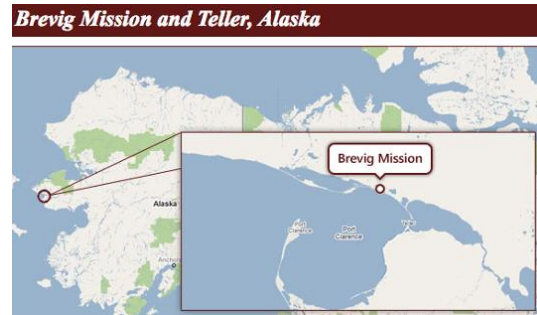 Brevig Mission and Teller, Alaska
Brevig Mission
Alaska
Port
Clarence
Port
Clarence
Teller